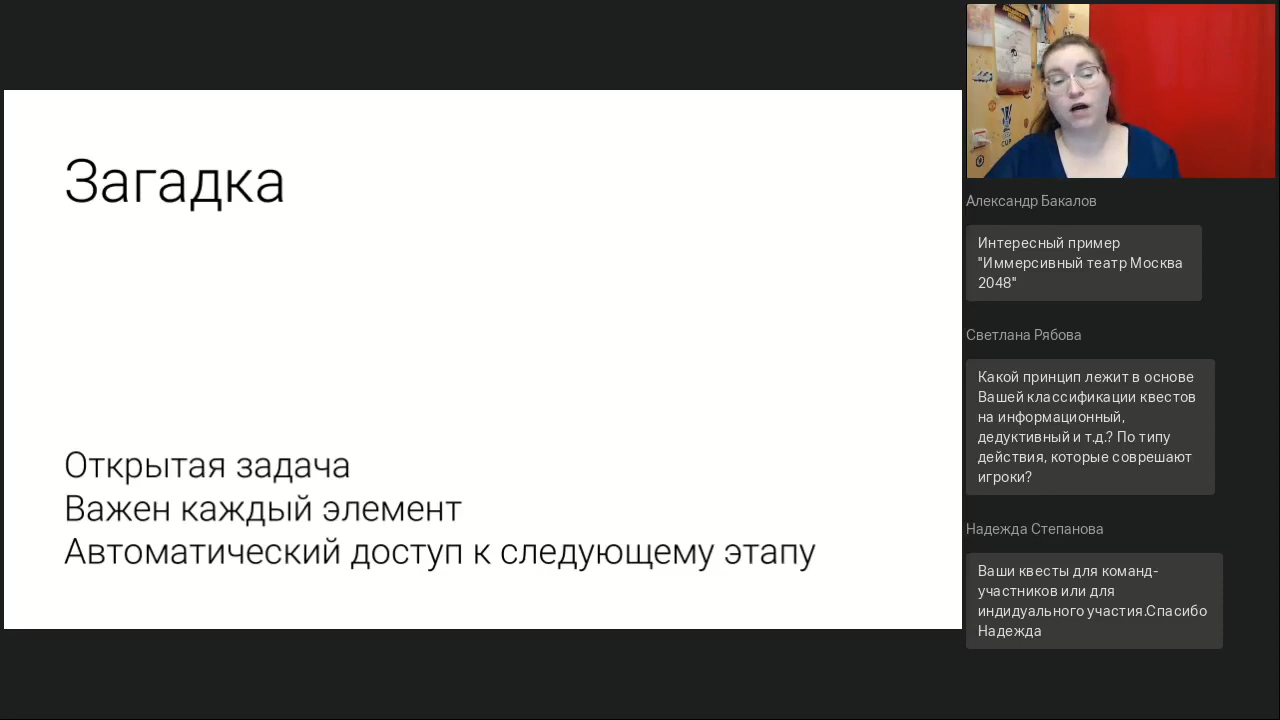 Загадка
Открытая задача
Важен каждый элемент
Автоматический доступ к следующему этапу
CUP
Александр Бакалов
Интересный пример
"Иммерсивный театр Москва
2048"
Светлана Рябова
Какой принцип лежит в основе
Вашей классификации квестов
на информационный,
дедуктивный и т.д.? По типу
действия, которые соврешают
игроки?
Надежда Степанова
Ваши квесты для команд-
участников или для
индидуального участия.Спасибо
Надежда